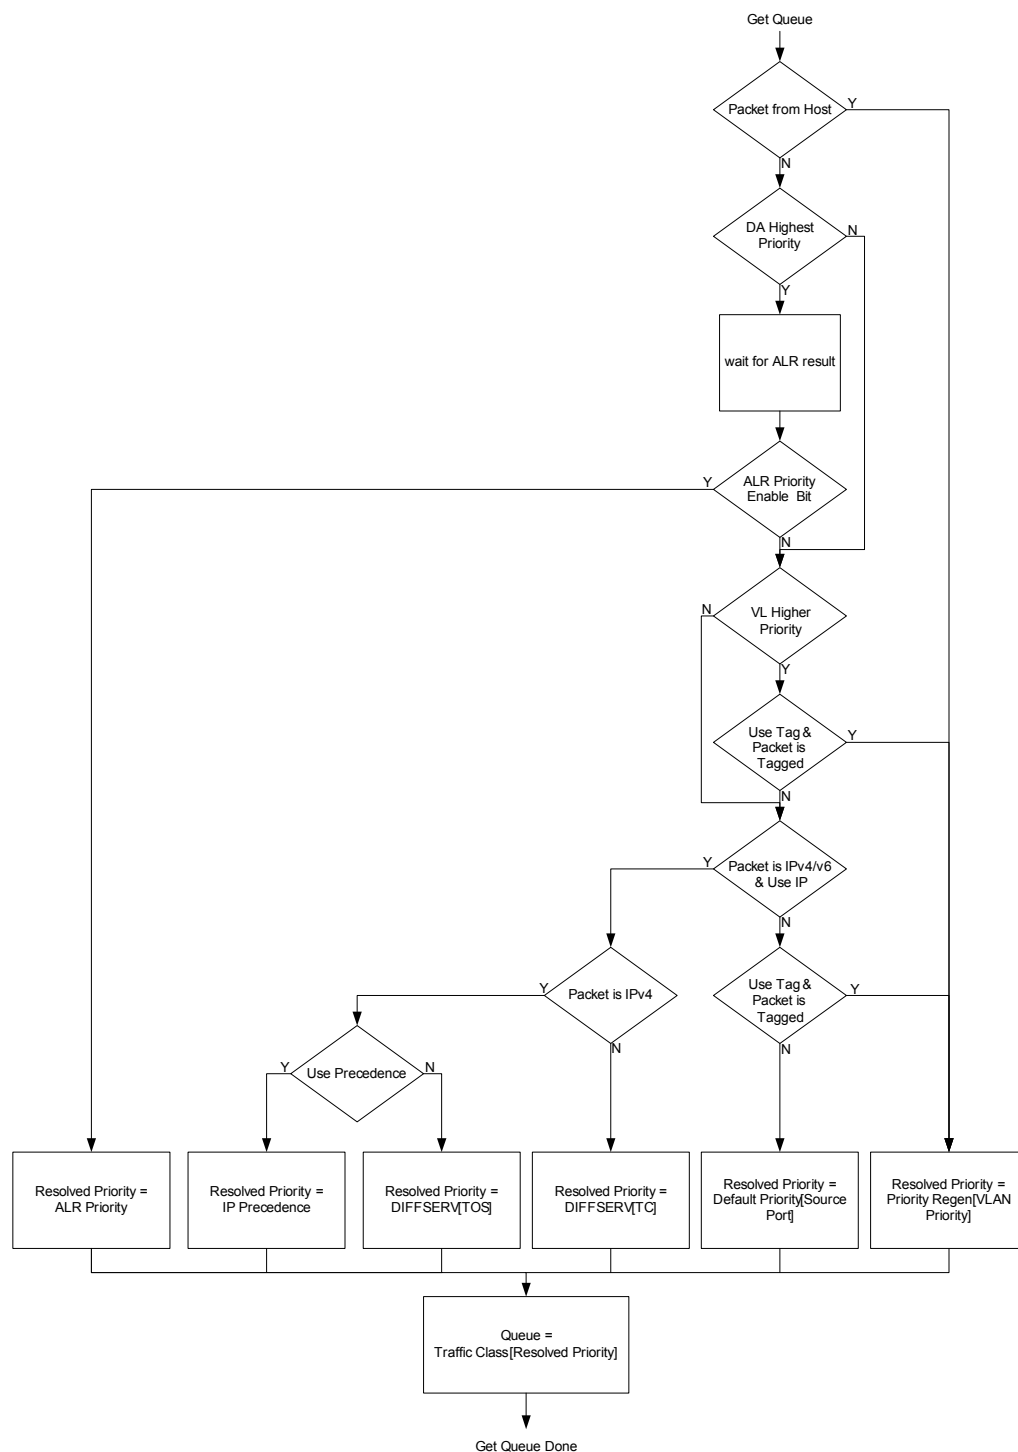 Get Queue
Packet from Host
Y
N
DA Highest
Priority
N
Y
wait for ALR result
ALR Priority
Enable Bit
Y
N
VL Higher
Priority
N
Y
Use Tag &
Packet is
Tagged
Y
N
Packet is IPv4/v6
& Use IP
Y
N
Packet is IPv4
Y
N
Use Tag &
Packet is
Tagged
Y
N
Use Precedence
Y
N
Resolved Priority =
ALR Priority
Resolved Priority =
IP Precedence
Resolved Priority =
DIFFSERV[TOS]
Resolved Priority =
DIFFSERV[TC]
Resolved Priority =
Default Priority[Source
Port]
Resolved Priority =
Priority Regen[VLAN
Priority]
Queue =
Traffic Class[Resolved Priority]
Get Queue Done